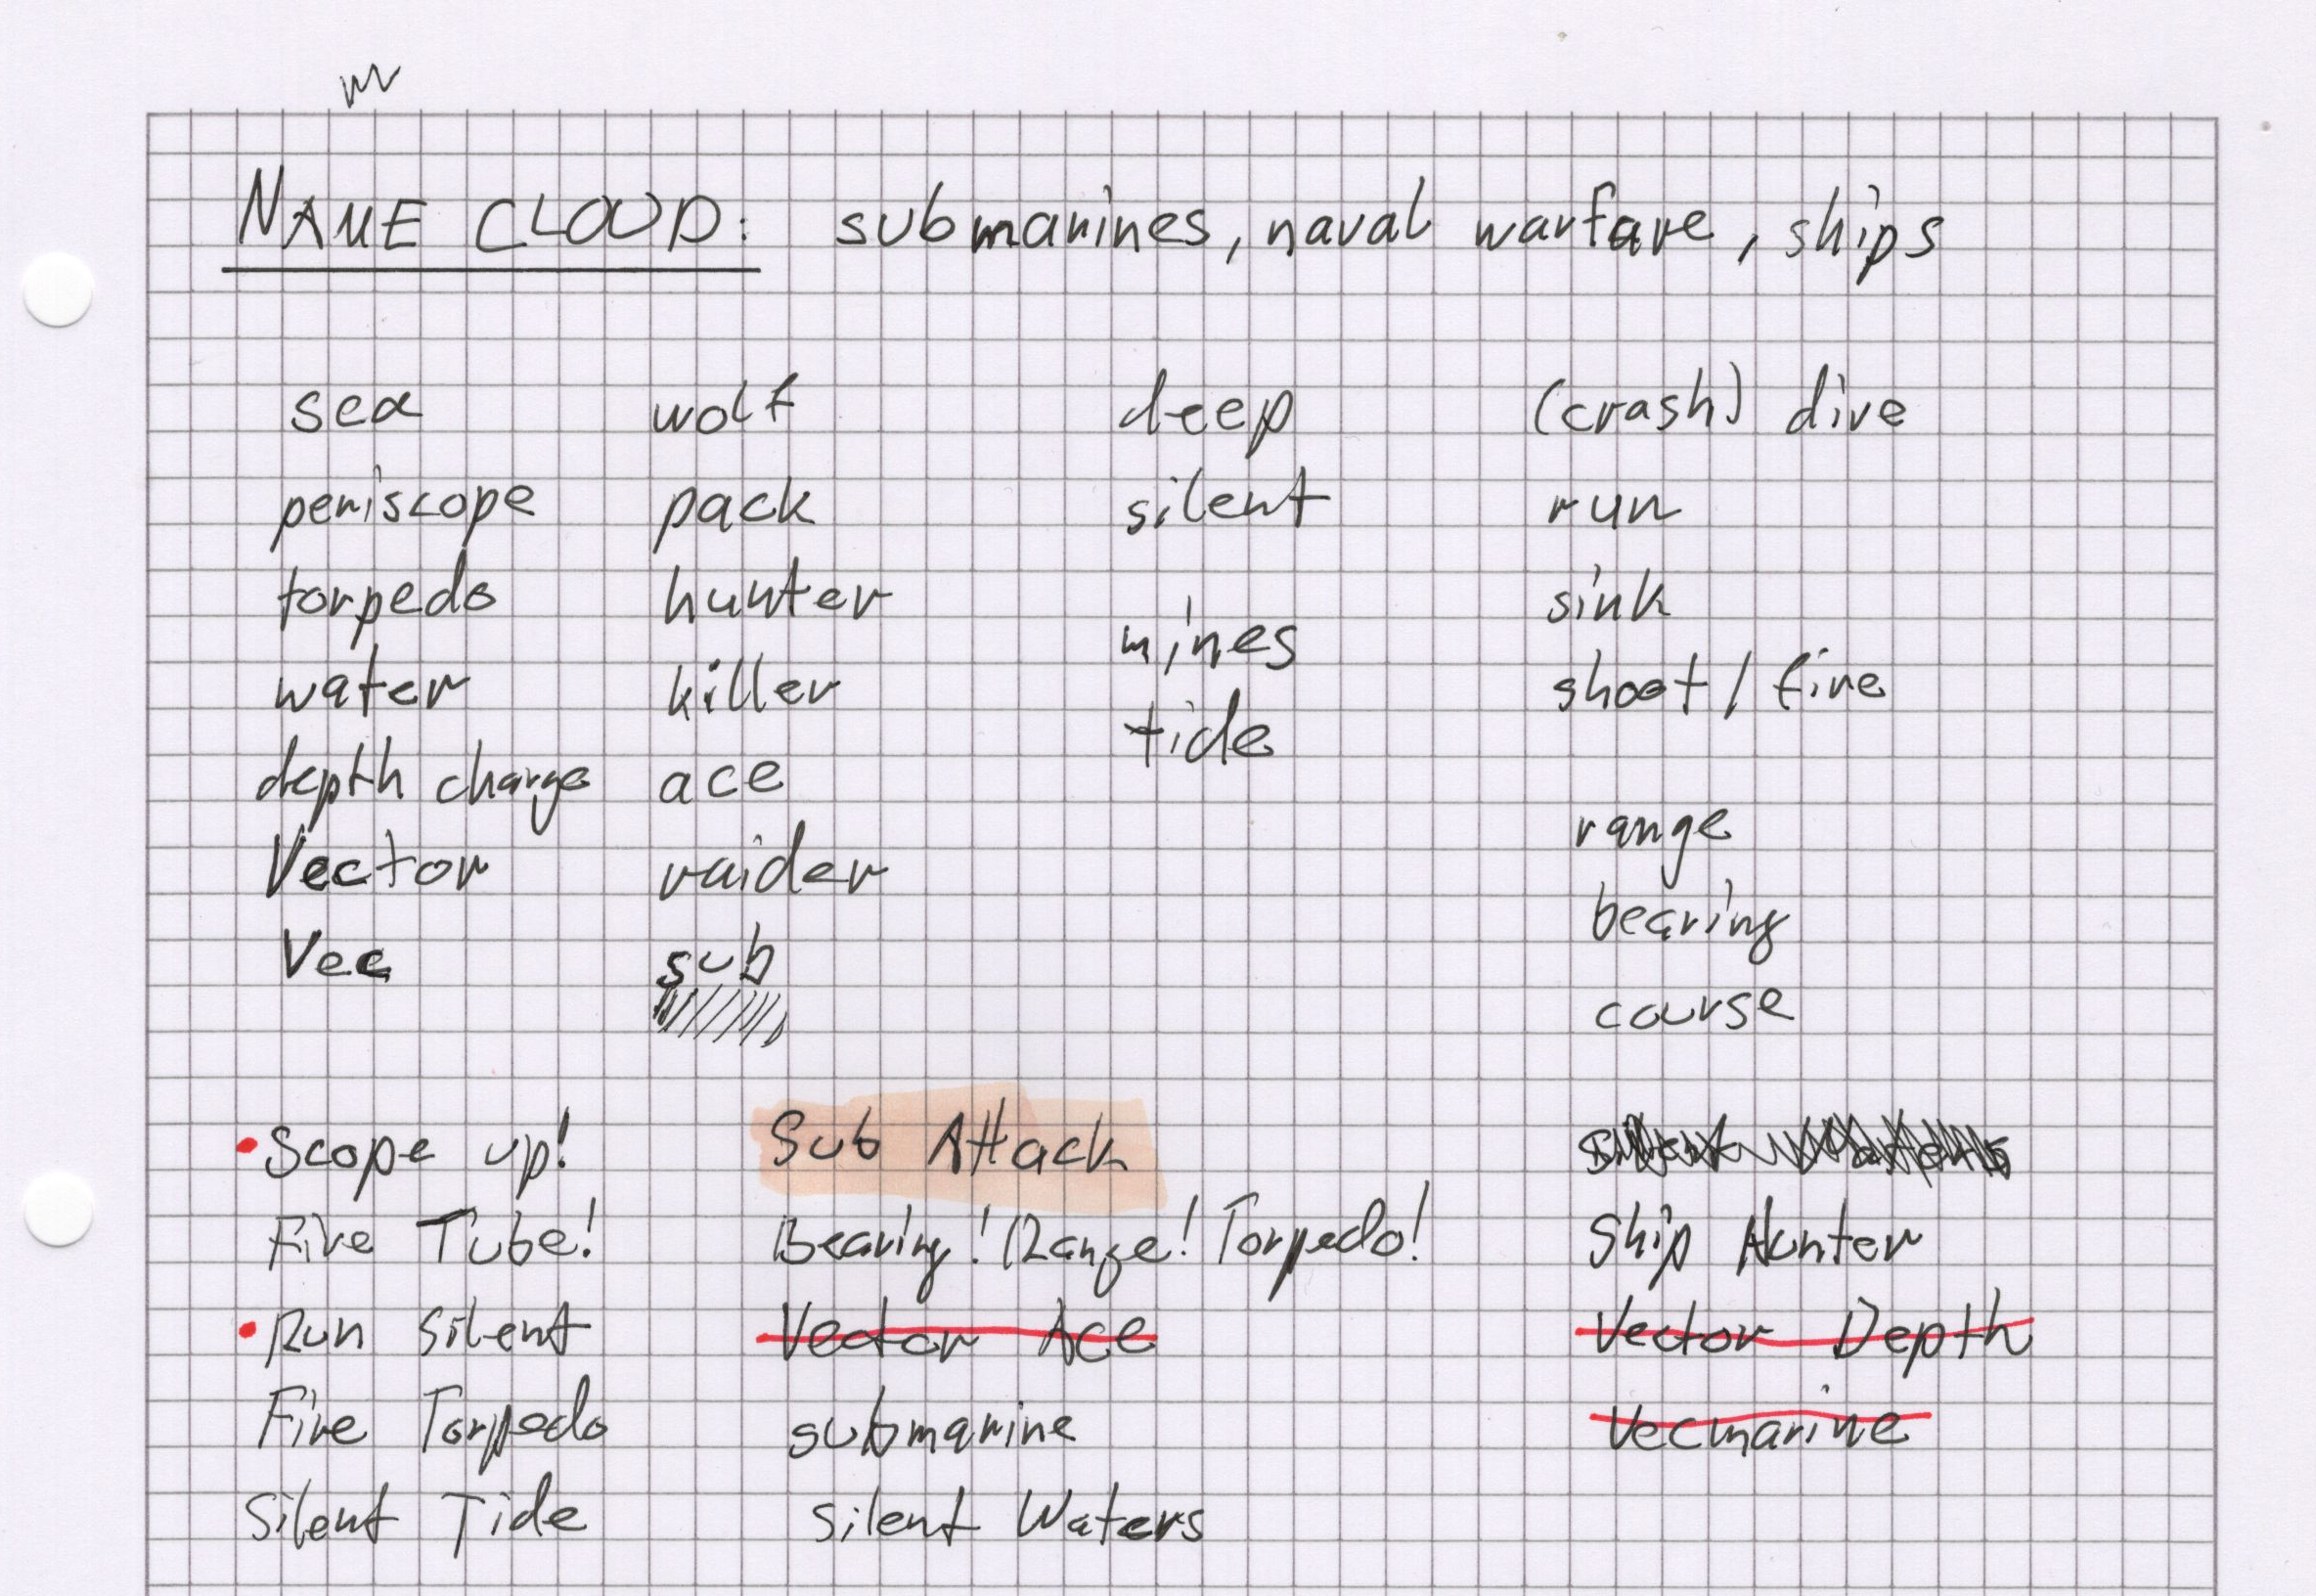 NAME CLOUD: submarines, naval warfare, ships
sea wolf deep (crash) dive
periscope pack silent run
torpedo hunter mines sink
water killer tide shoot / fire
depth charge ace range
Vector raider bearing
Vec sub course
Scope up! Sub Attack
Fire Tube! Bearing! Range! Torpedo! Ship Hunter
Run Silent Vector Ace Vector Depth
Fire Torpedo submarine Vecmarine
Silent Tide Silent Waters